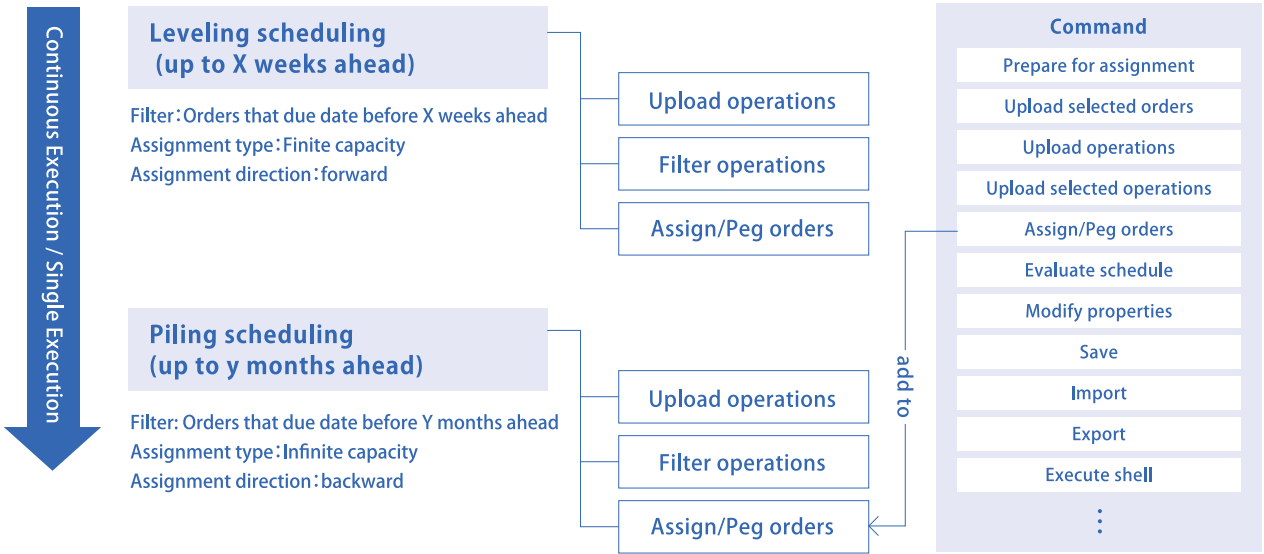 Continuous Execution / Single Execution
Leveling scheduling
(up to X weeks ahead)
Filter:Orders that due date before X weeks ahead
Assignment type:Finite capacity
Assignment direction:forward
Upload operations
Filter operations
Assign/Peg orders
Piling scheduling
(up to y months ahead)
Filter: Orders that due date before Y months ahead
Assignment type:Infinite capacity
Assignment direction:backward
Upload operations
Filter operations
Assign/Peg orders
add to
Command
Prepare for assignment
Upload selected orders
Upload operations
Upload selected operations
Assign/Peg orders
Evaluate schedule
Modify properties
Save
Import
Export
Execute shell
⋮